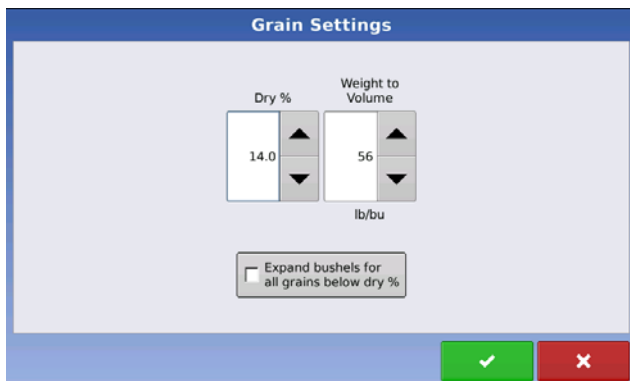 Grain Settings
Dry %
Weight to
Volume
14.0
56
lb/bu
Expand bushels for
all grains below dry %